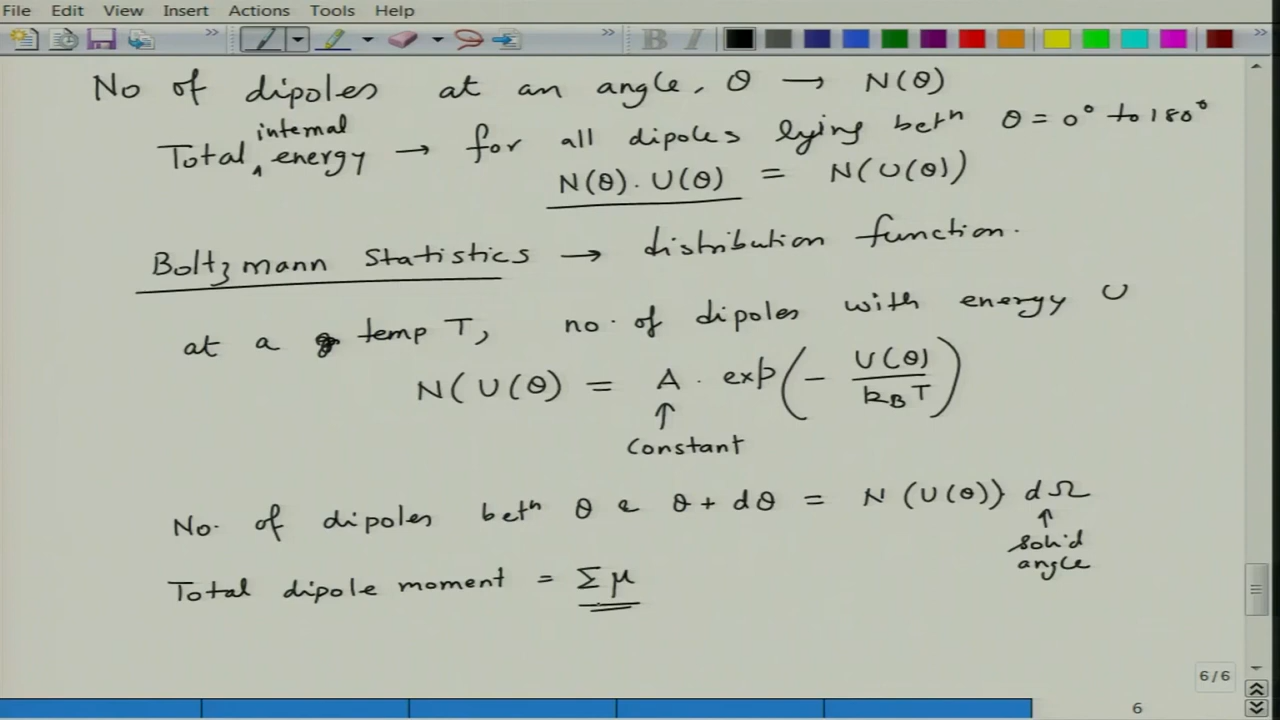 File Edit View Insert Actions Tools Help
No of dipoles at an angle, θ → N(θ)
Total internal energy → for all dipoles lying betn θ = 0° to 180°
N(θ). U(θ) = N(U(θ))
Boltzmann Statistics → distribution function.
at a temp T, no. of dipoles with energy U
N(U(θ) = A . exp(- U(θ)/k_B T)
↑
Constant
No. of dipoles betn θ & θ + dθ = N (U(θ)) dΩ
↑
solid
angle
Total dipole moment = Σ μ
6/6
6